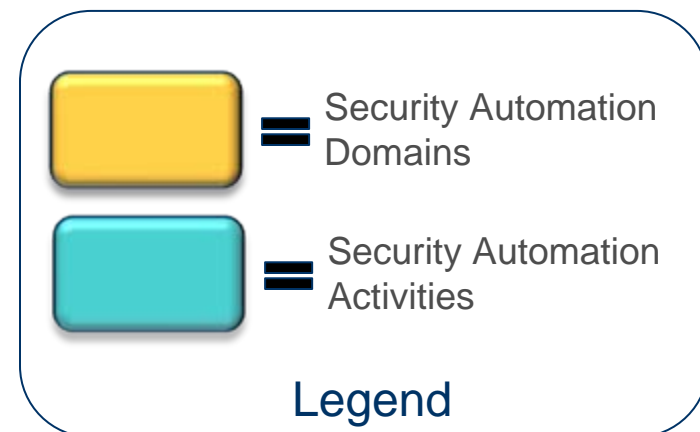 Security Automation
Domains
Security Automation
Activities
Legend